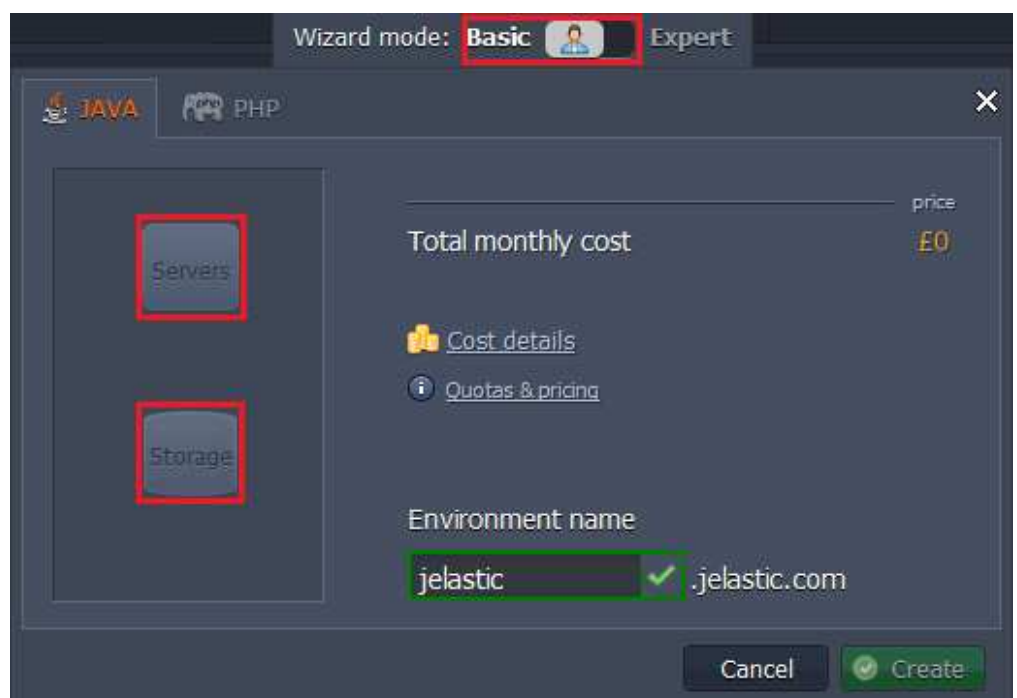 Wizard mode: Basic Expert
JAVA PHP
price
Total monthly cost £0
Servers
Cost details
Quotas & pricing
Storage
Environment name
jelastic .jelastic.com
Cancel Create